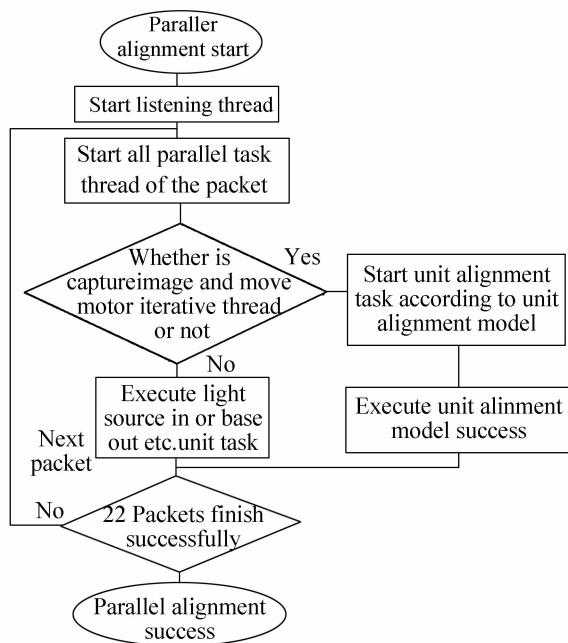 Paraller
alignment start
Start listening thread
Start all parallel task
thread of the packet
Whether is
captureimage and move
motor iterative thread
or not
Yes
Start unit alignment
task according to unit
alignment model
No
Execute light
source in or base
out etc.unit task
Execute unit alinment
model success
Next
packet
No
22 Packets finish
successfully
Parallel alignment
success